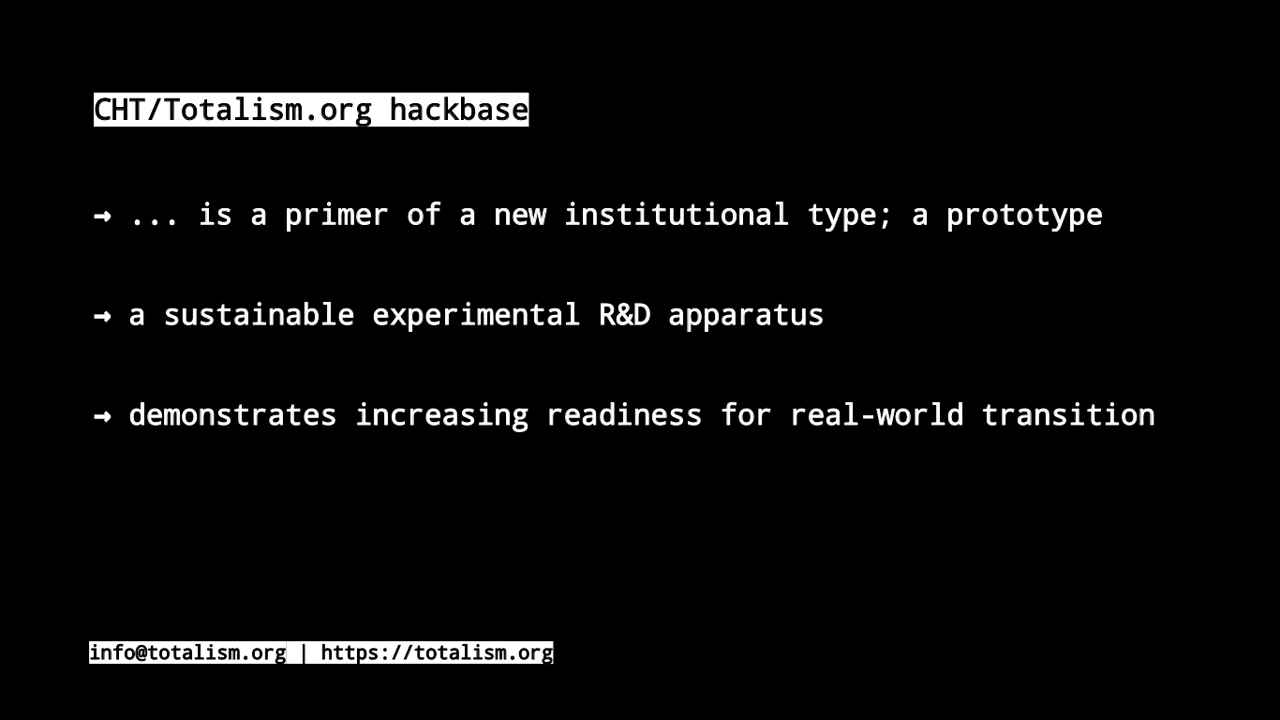 CHT/Totalism.org hackbase
→ ... is a primer of a new institutional type; a prototype
→ a sustainable experimental R&D apparatus
→ demonstrates increasing readiness for real-world transition
info@totalism.org | https://totalism.org